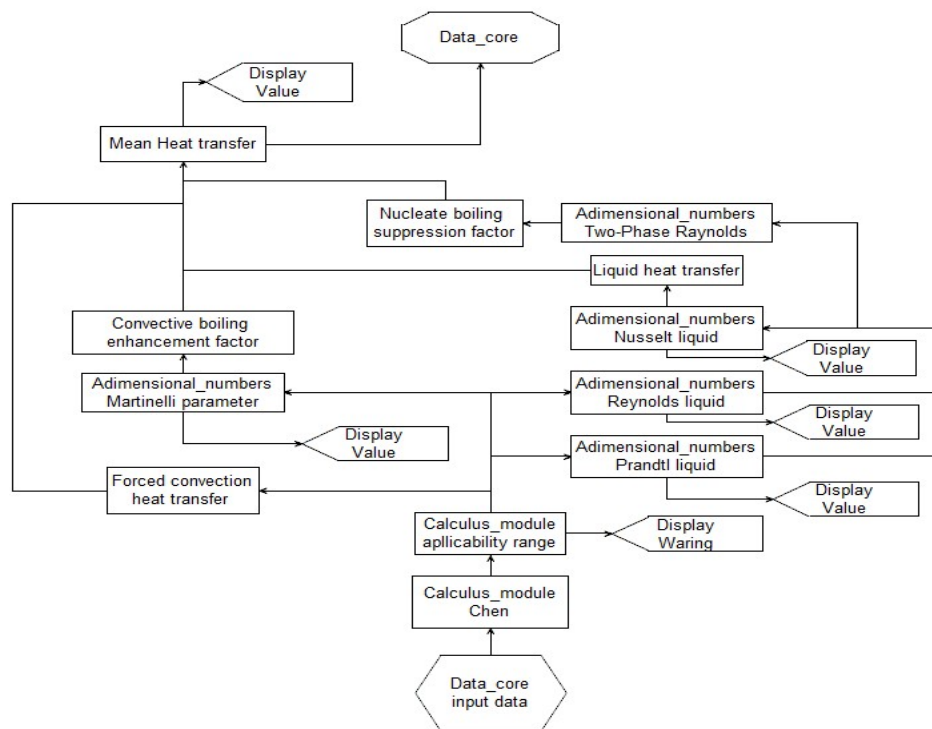 Data_core
Display
Value
Mean Heat transfer
Nucleate boiling
suppression factor
Adimensional_numbers
Two-Phase Raynolds
Liquid heat transfer
Convective boiling
enhancement factor
Adimensional_numbers
Nusselt liquid
Display
Value
Adimensional_numbers
Martinelli parameter
Adimensional_numbers
Reynolds liquid
Display
Value
Display
Value
Adimensional_numbers
Prandtl liquid
Forced convection
heat transfer
Display
Value
Calculus_module
apllicability range
Display
Waring
Calculus_module
Chen
Data_core
input data